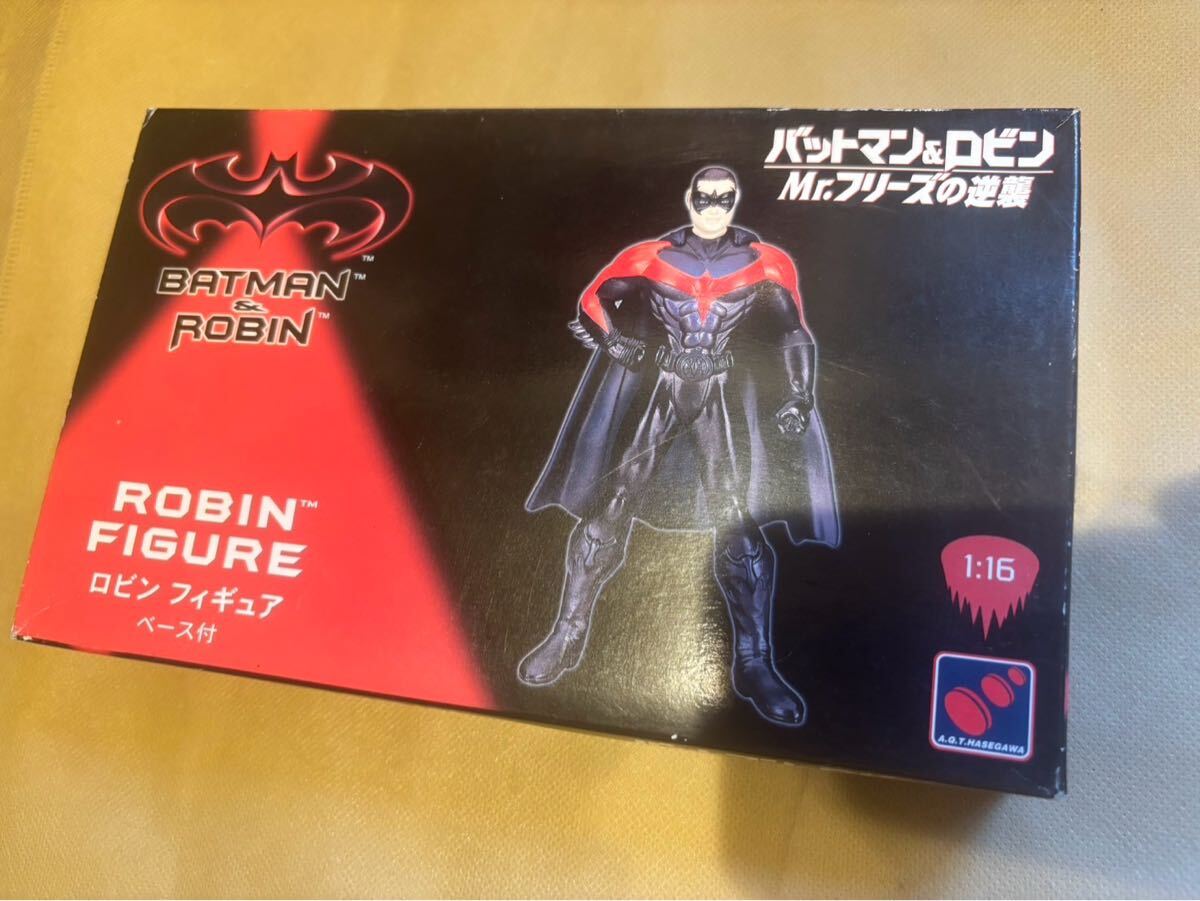 バットマン&ロビン
Mr.フリーズの逆襲
™
BATMAN™
&
ROBIN™
ROBIN™
FIGURE
ロビン フィギュア
ベース付
1:16
A.Q.T.HASEGAWA